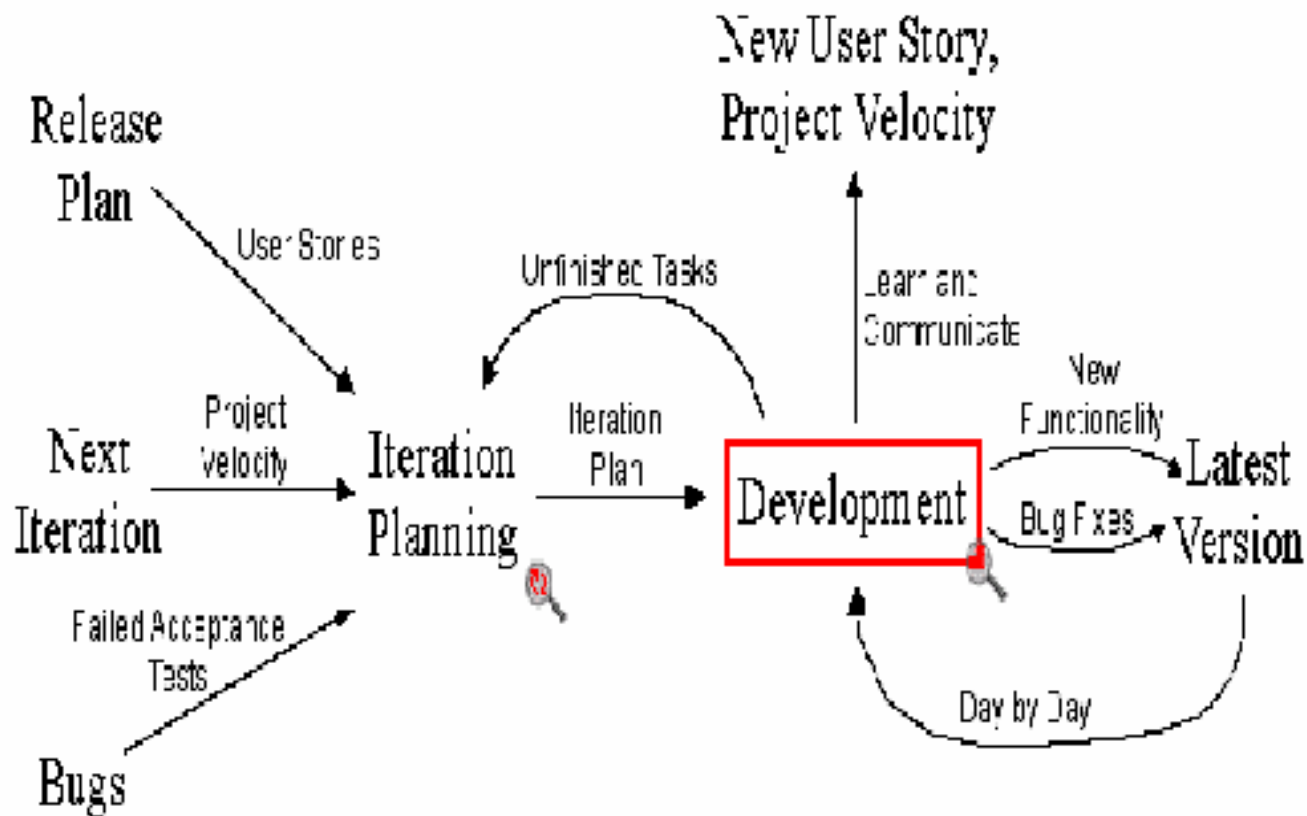 New User Story,
Project Velocity
Release
Plan
User Stories
Unfinished Tasks
Learn and
Communicate
New
Functionality
Project
Velocity
Iteration
Plan
Next
Iteration
Iteration
Planning
Development
Latest
Version
Bug Fixes
Failed Acceptance
Tests
Day by Day
Bugs